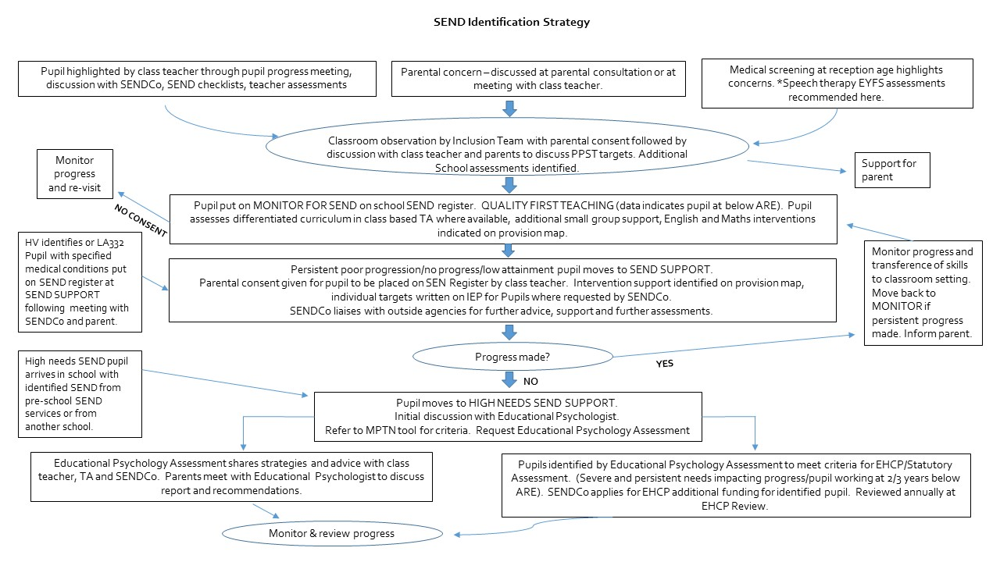 SEND Identification Strategy
Pupil highlighted by class teacher through pupil progress meeting,
discussion with SENDCo, SEND checklists, teacher assessments
Parental concern – discussed at parental consultation or at
meeting with class teacher.
Medical screening at reception age highlights
concerns. *Speech therapy EYFS assessments
recommended here.
Classroom observation by Inclusion Team with parental consent followed by
discussion with class teacher and parents to discuss PPST targets. Additional
School assessments identified.
Monitor
progress
and re-visit
Support for
parent
NO CONSENT
Pupil put on MONITOR FOR SEND on school SEND register. QUALITY FIRST TEACHING (data indicates pupil at below ARE). Pupil
assesses differentiated curriculum in class based TA where available, additional small group support, English and Maths interventions
indicated on provision map.
HV identifies or LA332
Pupil with specified
medical conditions put
on SEND register at
SEND SUPPORT
following meeting with
SENDCo and parent.
Persistent poor progression/no progress/low attainment pupil moves to SEND SUPPORT.
Parental consent given for pupil to be placed on SEN Register by class teacher. Intervention support identified on provision map,
individual targets written on IEP for Pupils where requested by SENDCo.
SENDCo liaises with outside agencies for further advice, support and further assessments.
Monitor progress and
transference of skills
to classroom setting.
Move back to
MONITOR if
persistent progress
made. Inform parent.
Progress made?
YES
NO
High needs SEND pupil
arrives in school with
identified SEND from
pre-school SEND
services or from
another school.
Pupil moves to HIGH NEEDS SEND SUPPORT.
Initial discussion with Educational Psychologist.
Refer to MPTN tool for criteria. Request Educational Psychology Assessment
Educational Psychology Assessment shares strategies and advice with class
teacher, TA and SENDCo. Parents meet with Educational Psychologist to discuss
report and recommendations.
Pupils identified by Educational Psychology Assessment to meet criteria for EHCP/Statutory
Assessment. (Severe and persistent needs impacting progress/pupil working at 2/3 years below
ARE). SENDCo applies for EHCP additional funding for identified pupil. Reviewed annually at
EHCP Review.
Monitor & review progress